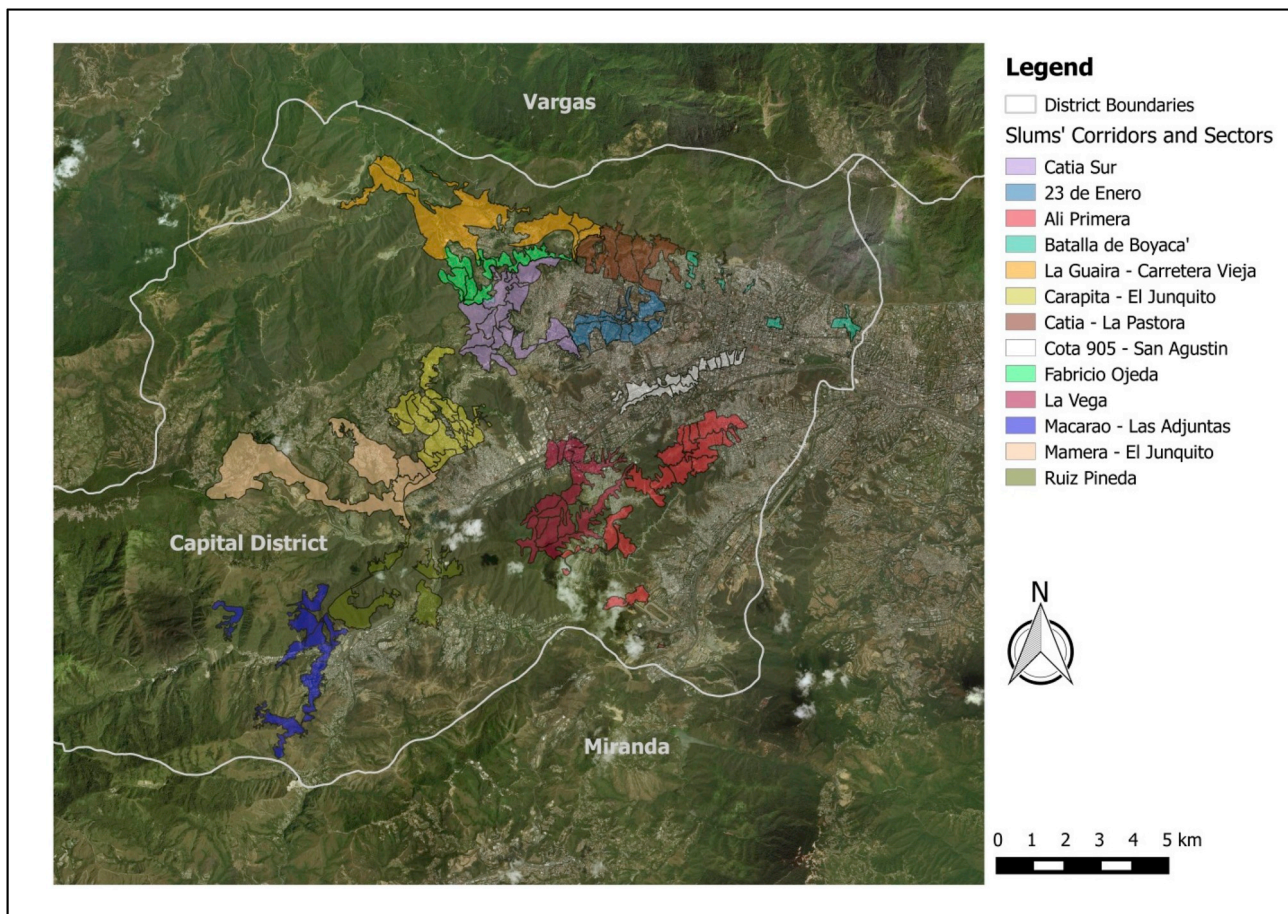 Vargas
Capital District
Miranda
Legend
District Boundaries
Slums' Corridors and Sectors
Catia Sur
23 de Enero
Ali Primera
Batalla de Boyaca'
La Guaira - Carretera Vieja
Carapita - El Junquito
Catia - La Pastora
Cota 905 - San Agustin
Fabricio Ojeda
La Vega
Macarao - Las Adjuntas
Mamera - El Junquito
Ruiz Pineda
N
0 1 2 3 4 5 km